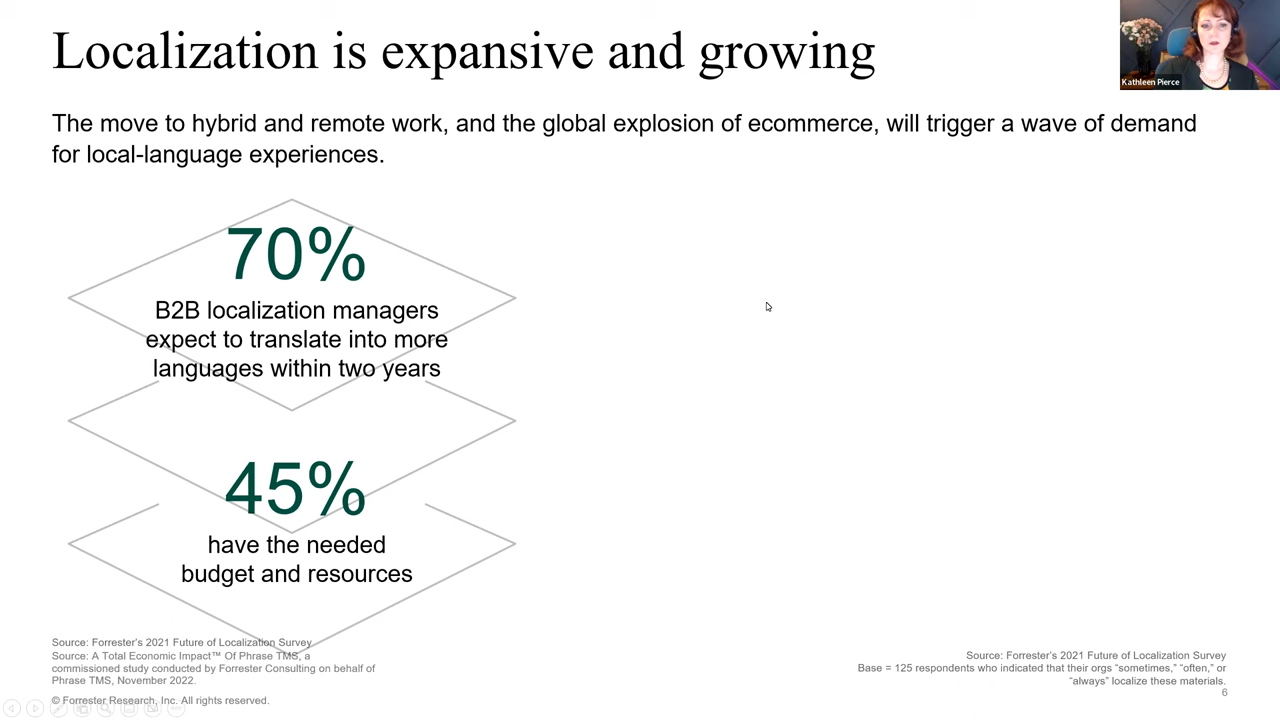 Localization is expansive and growing
Kathleen Pierce
The move to hybrid and remote work, and the global explosion of ecommerce, will trigger a wave of demand
for local-language experiences.
70%
B2B localization managers
expect to translate into more
languages within two years
45%
have the needed
budget and resources
Source: Forrester’s 2021 Future of Localization Survey
Source: A Total Economic Impact™ Of Phrase TMS, a
commissioned study conducted by Forrester Consulting on behalf of
Phrase TMS, November 2022.
© Forrester Research, Inc. All rights reserved.
Source: Forrester’s 2021 Future of Localization Survey
Base = 125 respondents who indicated that their orgs “sometimes,” “often,” or
“always” localize these materials.
6